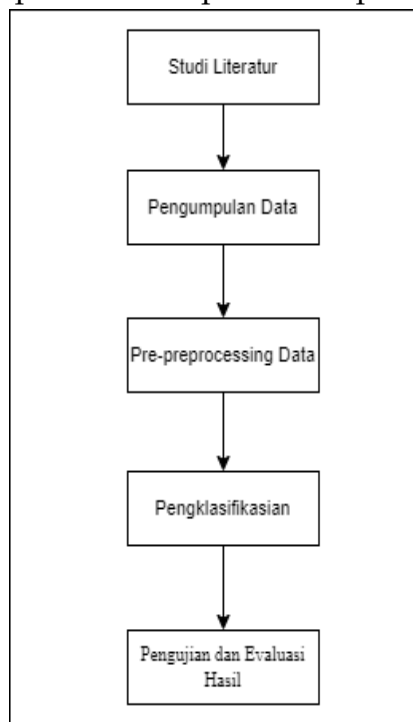 Studi Literatur
Pengumpulan Data
Pre-preprocessing Data
Pengklasifikasian
Pengujian dan Evaluasi
Hasil